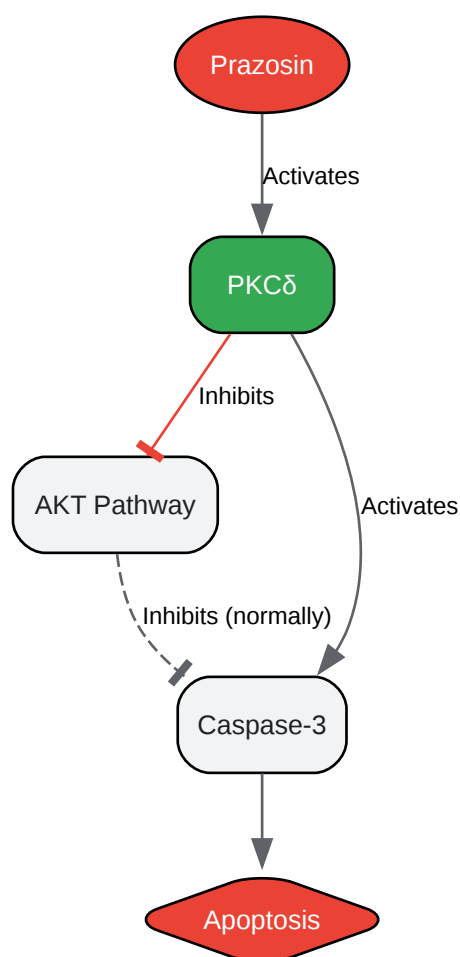 Prazosin
Activates
PKCδ
Inhibits
AKT Pathway
Activates
Inhibits (normally)
Caspase-3
Apoptosis